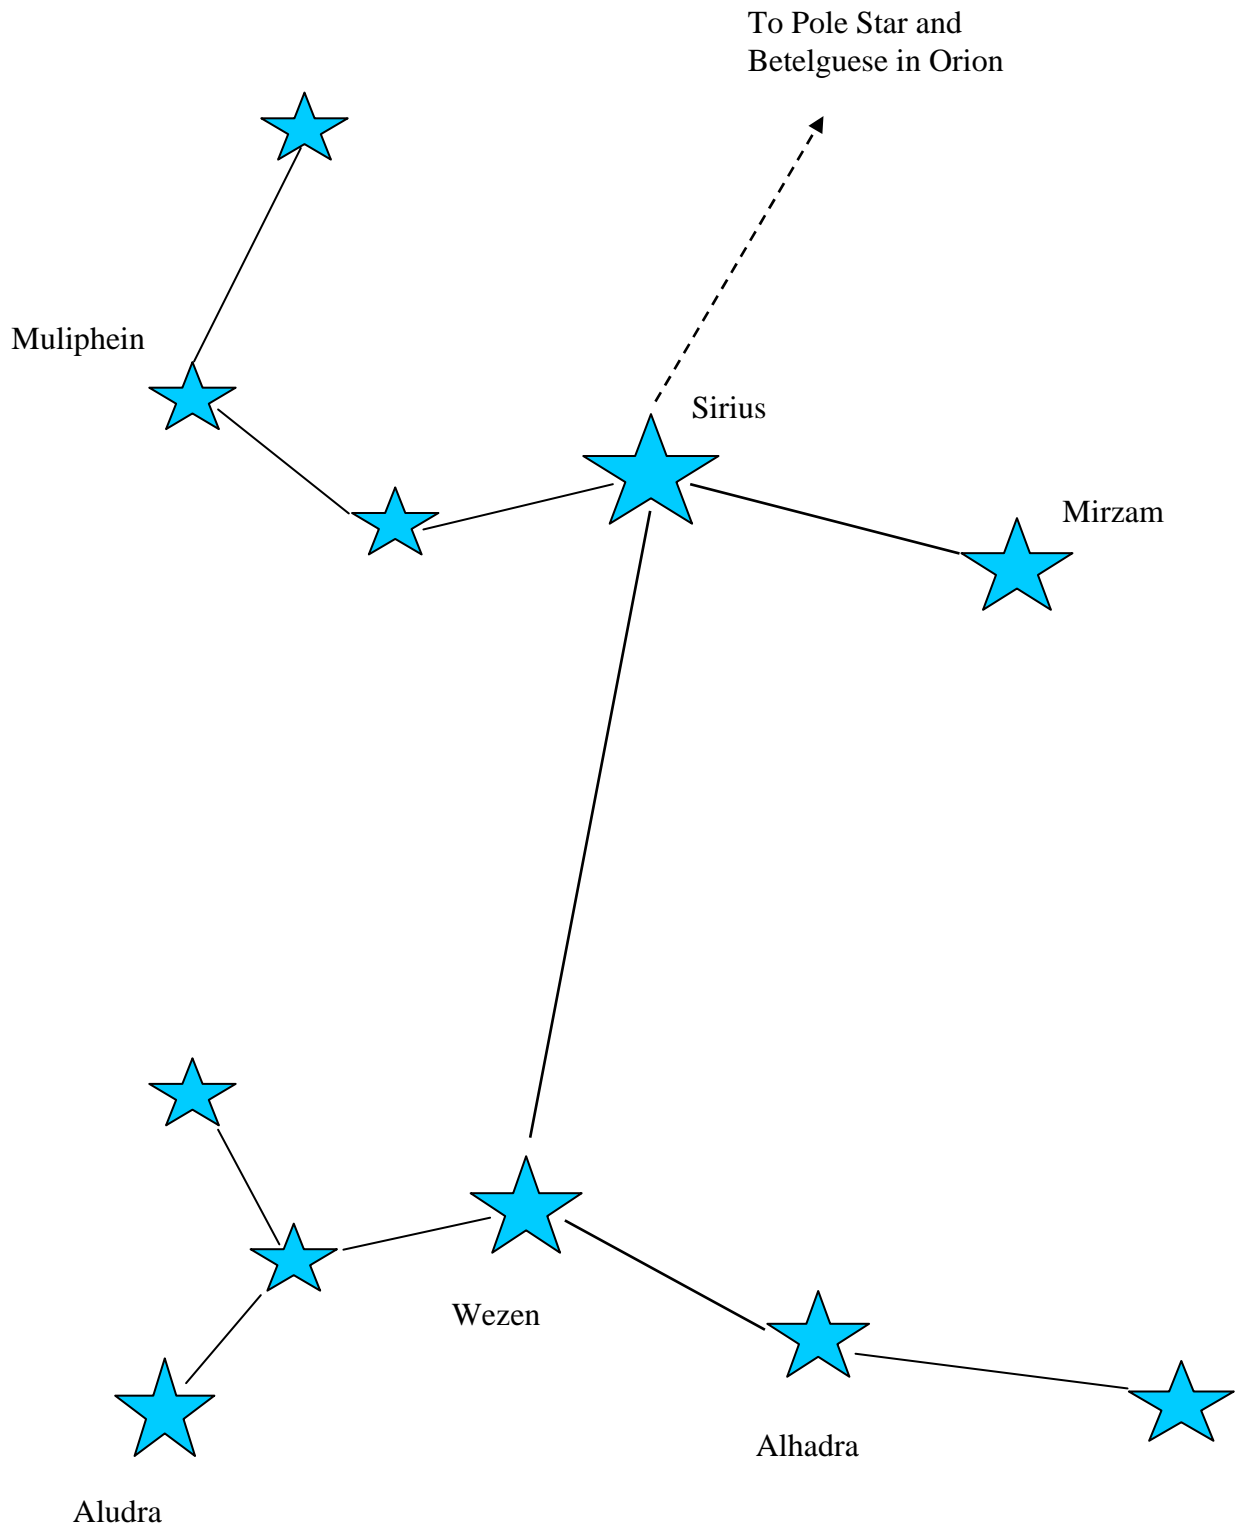 To Pole Star and
Betelguese in Orion
Muliphein
Sirius
Mirzam
Wezen
Alhadra
Aludra